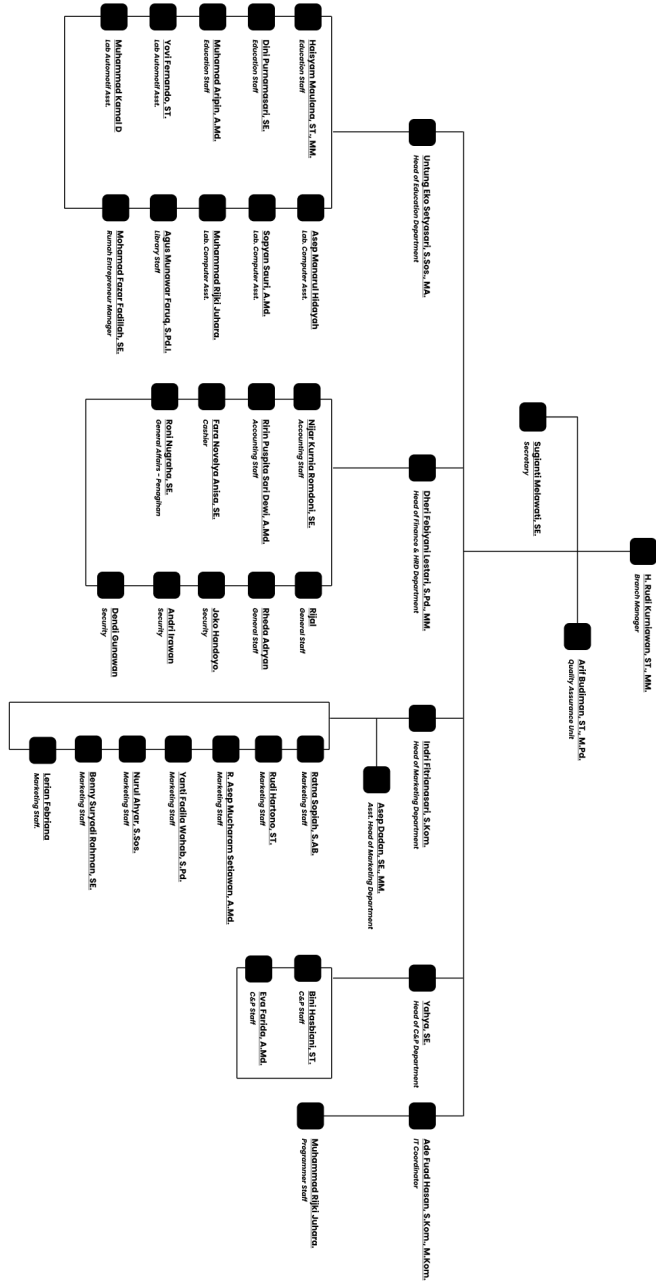 H. Rudi Kurniawan, ST., MM.
Branch Manager
Sugianti Melawati, SE.
Secretary
Arif Budiman, ST., M.Pd.
Quality Assurance Unit
Untung Eko Setyasari, S.Sos., MA.
Head of Education Department
Dheri Febiyani Lestari, S.Pd., MM.
Head of Finance & HRD Department
Indri Fitrianasari, S.Kom.
Head of Marketing Department
Yahya, SE.
Head of C&P Department
Ade Fuad Hasan, S.Kom., M.Kom.
IT Coordinator
Asep Dadan, SE., MM.
Asst. Head of Marketing Department
Haisyam Maulana, ST., MM.
Education Staff
Dini Purnamasari, SE.
Education Staff
Muhamad Aripin, A.Md.
Education Staff
Yovi Fernando, ST.
Lab Automotif Asst.
Muhammad Kamal D
Lab Automotif Asst.
Asep Manarul Hidayah
Lab. Computer Asst.
Sopyan Sauri, A.Md.
Lab. Computer Asst.
Muhammad Rijki Juhara.
Lab. Computer Asst.
Agus Munawar Faruq, S.Pd.I.
Library Staff
Mohamad Fazar Fadillah, SE.
Rumah Entrepreneur Manager
Nijar Kurnia Romdoni, SE.
Accounting Staff
Ririn Puspita Sari Dewi, A.Md.
Accounting Staff
Fara Novelya Anisa, SE.
Cashier
Roni Nugraha, SE.
General Affairs - Penagihan
Rijal
General Staff
Rheda Adryan
General Staff
Joko Handoyo.
Security
Andri Irawan
Security
Dendi Gunawan
Security
Ratna Sopiah, S.AB.
Marketing Staff
Rudi Hartono, ST.
Marketing Staff
R. Asep Mucharam Setiawan, A.Md.
Marketing Staff
Yanti Fadila Wahab, S.Pd.
Marketing Staff
Nurul Ahyar, S.Sos.
Marketing Staff
Benny Suryadi Rahman, SE.
Marketing Staff
Lerian Febriana
Marketing Staff.
Bini Hasbiani, ST.
C&P Staff
Eva Farida, A.Md.
C&P Staff
Muhammad Rijki Juhara.
Programmer Staff